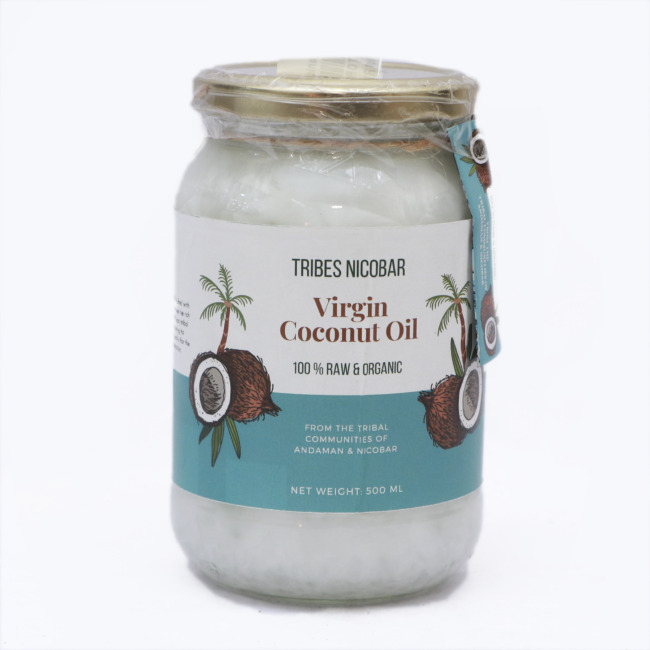 TRIBES NICOBAR
Virgin
Coconut Oil
100 % RAW & ORGANIC
FROM THE TRIBAL
COMMUNITIES OF
ANDAMAN & NICOBAR
NET WEIGHT: 500 ML